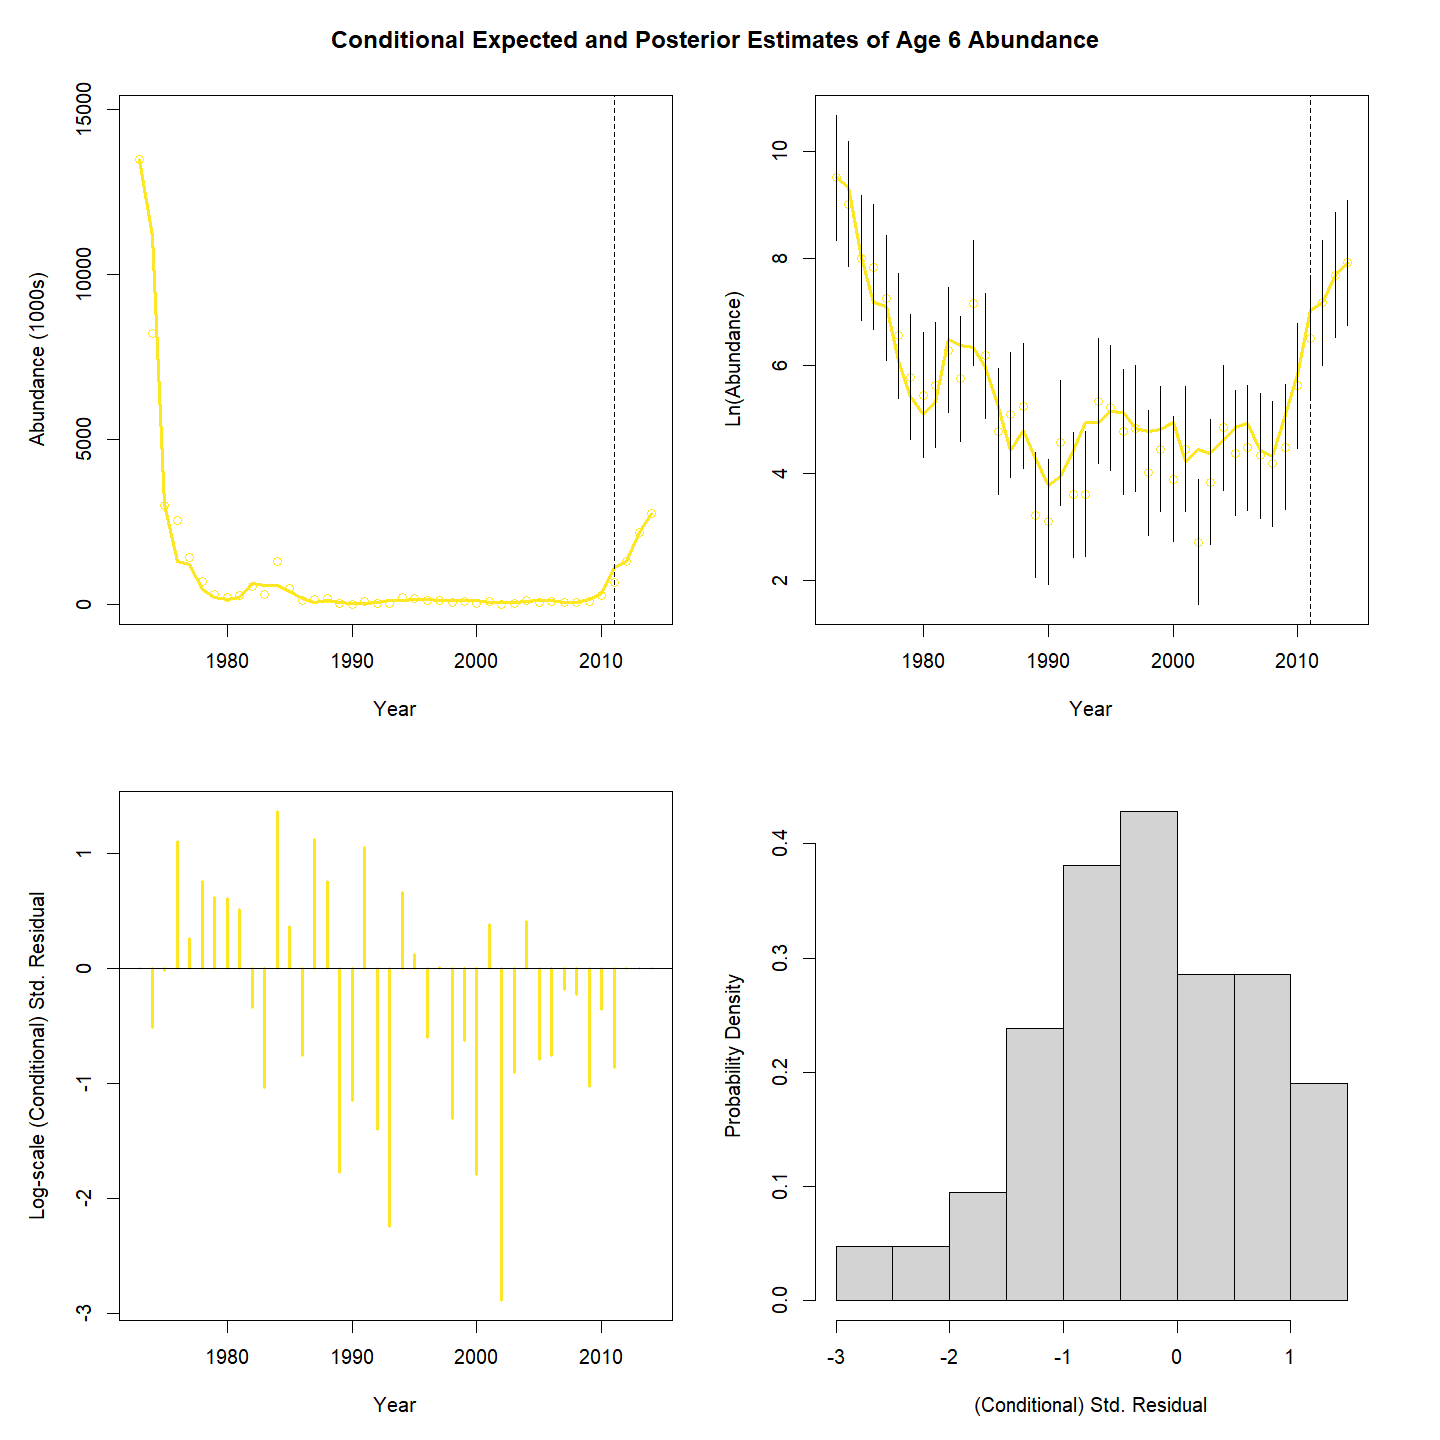 Conditional Expected and Posterior Estimates of Age 6 Abundance
Abundance (1000s)
15000
10000
5000
0
1980 1990 2000 2010
Year
Ln(Abundance)
10
8
6
4
2
1980 1990 2000 2010
Year
Log-scale (Conditional) Std. Residual
1
0
-1
-2
-3
1980 1990 2000 2010
Year
Probability Density
0.4
0.3
0.2
0.1
0.0
-3 -2 -1 0 1
(Conditional) Std. Residual